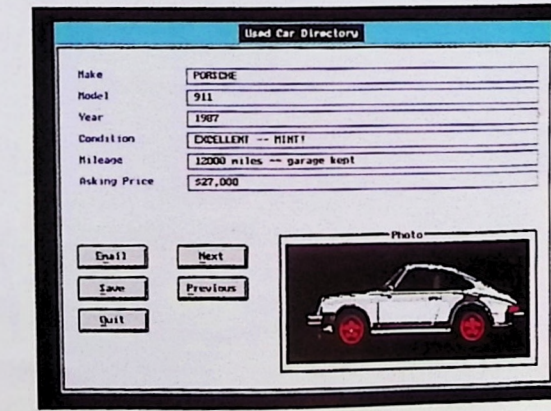 Used Car Directory
Make PORSCHE
Model 911
Year 1987
Condition EXCELLENT -- MINT!
Mileage 12000 miles -- garage kept
Asking Price $27,000
Photo
Email Next
Save Previous
Quit